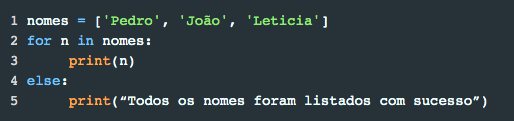 1 nomes = ['Pedro', 'João', 'Leticia']
2 for n in nomes:
3     print(n)
4 else:
5     print(“Todos os nomes foram listados com sucesso”)